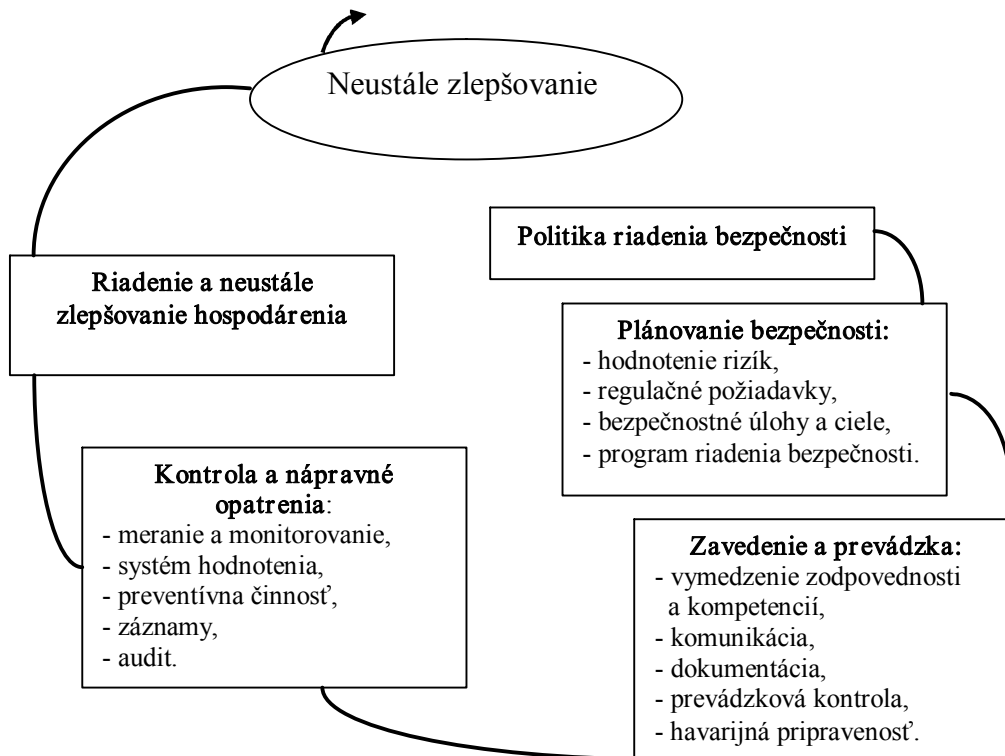 Neustále zlepšovanie
Politika riadenia bezpečnosti
Riadenie a neustále
zlepšovanie hospodárenia
Plánovanie bezpečnosti:
- hodnotenie rizík,
- regulačné požiadavky,
- bezpečnostné úlohy a ciele,
- program riadenia bezpečnosti.
Kontrola a nápravné
opatrenia:
- meranie a monitorovanie,
- systém hodnotenia,
- preventívna činnosť,
- záznamy,
- audit.
Zavedenie a prevádzka:
- vymedzenie zodpovednosti
a kompetencií,
- komunikácia,
- dokumentácia,
- prevádzková kontrola,
- havarijná pripravenosť.